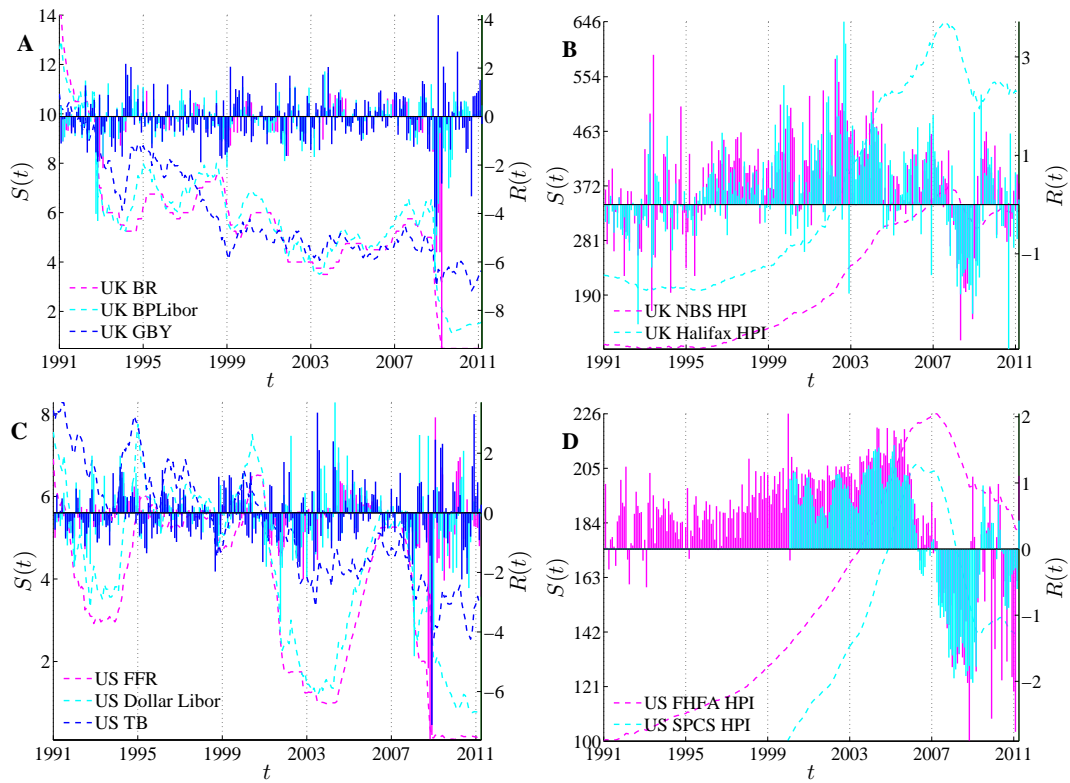 A
14
12
10
8
6
4
2
S(t)
4
2
0
−2
−4
−6
−8
R(t)
UK BR
UK BPLibor
UK GBY
1991
1995
1999
2003
2007
2011
t
B
646
554
463
372
281
190
S(t)
3
1
−1
R(t)
UK NBS HPI
UK Halifax HPI
1991
1995
1999
2003
2007
2011
t
C
8
6
4
2
S(t)
2
0
−2
−4
−6
R(t)
US FFR
US Dollar Libor
US TB
1991
1995
1999
2003
2007
2011
t
D
226
205
184
163
142
121
100
S(t)
2
1
0
−1
−2
R(t)
US FHFA HPI
US SPCS HPI
1991
1995
1999
2003
2007
2011
t